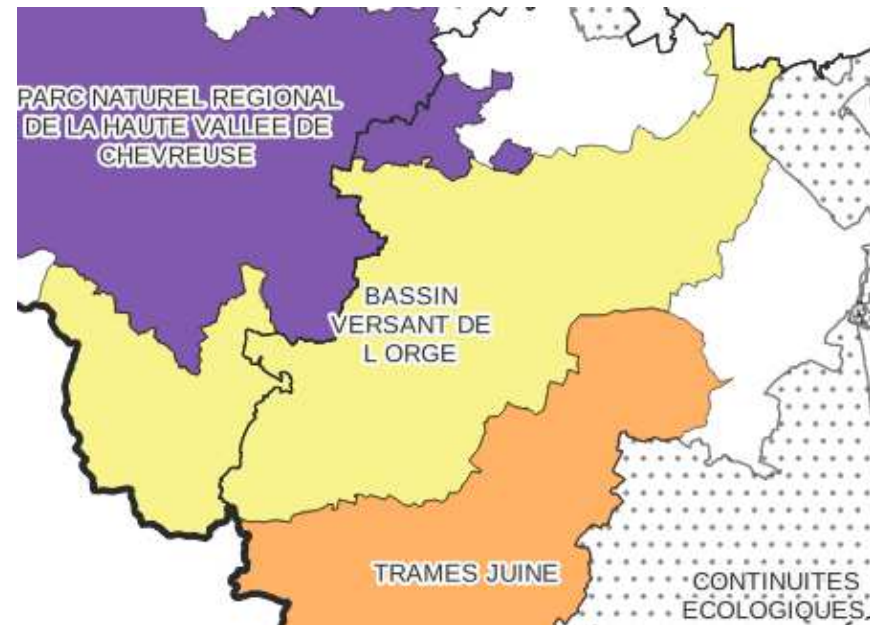 PARC NATUREL REGIONAL
DE LA HAUTE VALLEE DE
CHEVREUSE
BASSIN
VERSANT DE
L ORGE
TRAMES JUINE
CONTINUITES
ECOLOGIQUES